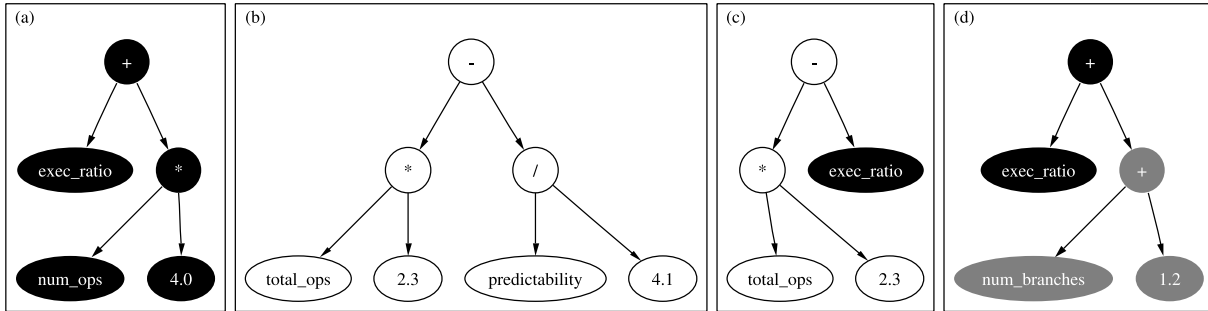 (a)
+
exec_ratio
*
num_ops
4.0
(b)
-
*
/
total_ops
2.3
predictability
4.1
(c)
-
*
exec_ratio
total_ops
2.3
(d)
+
exec_ratio
+
num_branches
1.2